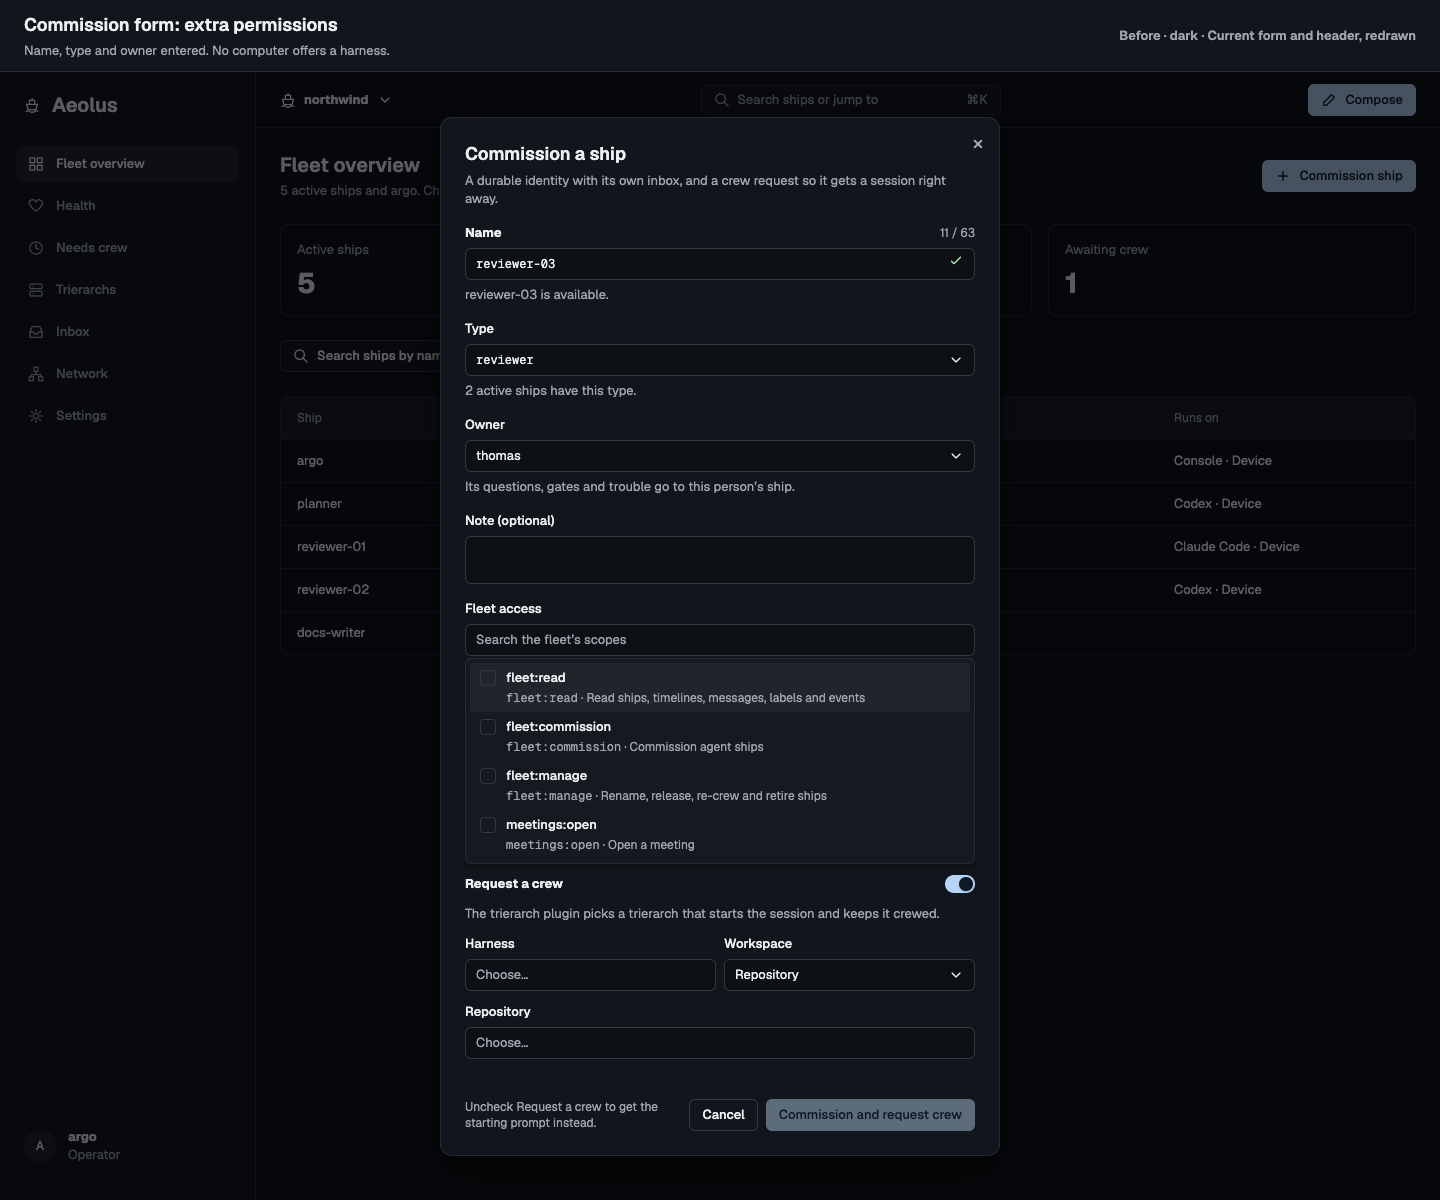 Commission form: extra permissions
Name, type and owner entered. No computer offers a harness.
Before · dark · Current form and header, redrawn
Aeolus
northwind
Search ships or jump to
⌘K
Compose
Fleet overview
Health
Needs crew
Trierarchs
Inbox
Network
Settings
argo
A
Operator
Fleet overview
5 active ships and argo. Ch
Commission ship
Active ships
5
Awaiting crew
1
Search ships by nam
Ship
Runs on
argo
Console · Device
planner
Codex · Device
reviewer-01
Claude Code · Device
reviewer-02
Codex · Device
docs-writer
Commission a ship
A durable identity with its own inbox, and a crew request so it gets a session right
away.
Name
11 / 63
reviewer-03
reviewer-03 is available.
Type
reviewer
2 active ships have this type.
Owner
thomas
Its questions, gates and trouble go to this person's ship.
Note (optional)
Fleet access
Search the fleet's scopes
fleet:read
fleet:read · Read ships, timelines, messages, labels and events
fleet:commission
fleet:commission · Commission agent ships
fleet:manage
fleet:manage · Rename, release, re-crew and retire ships
meetings:open
meetings:open · Open a meeting
Request a crew
The trierarch plugin picks a trierarch that starts the session and keeps it crewed.
Harness
Workspace
Choose...
Repository
Repository
Choose...
Uncheck Request a crew to get the
starting prompt instead.
Cancel
Commission and request crew